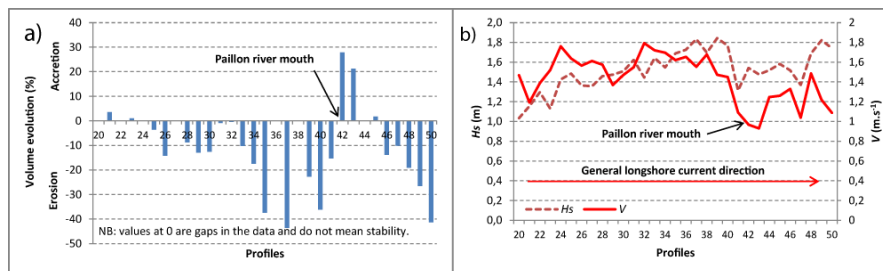 a)
Accretion
Erosion
Volume evolution (%)
50
40
30
20
10
0
-10
-20
-30
-40
-50
20 22 24 26 28 30 32 34 36 38 40 42 44 46 48 50
Paillon river mouth
NB: values at 0 are gaps in the data and do not mean stability.
Profiles
b)
Hs (m)
2,0
1,8
1,6
1,4
1,2
1,0
0,8
0,6
0,4
0,2
0,0
2
1,8
1,6
1,4
1,2
1
0,8
0,6
0,4
0,2
0
V (m.s-1)
Paillon river mouth
General longshore current direction
Hs V
20 22 24 26 28 30 32 34 36 38 40 42 44 46 48 50
Profiles